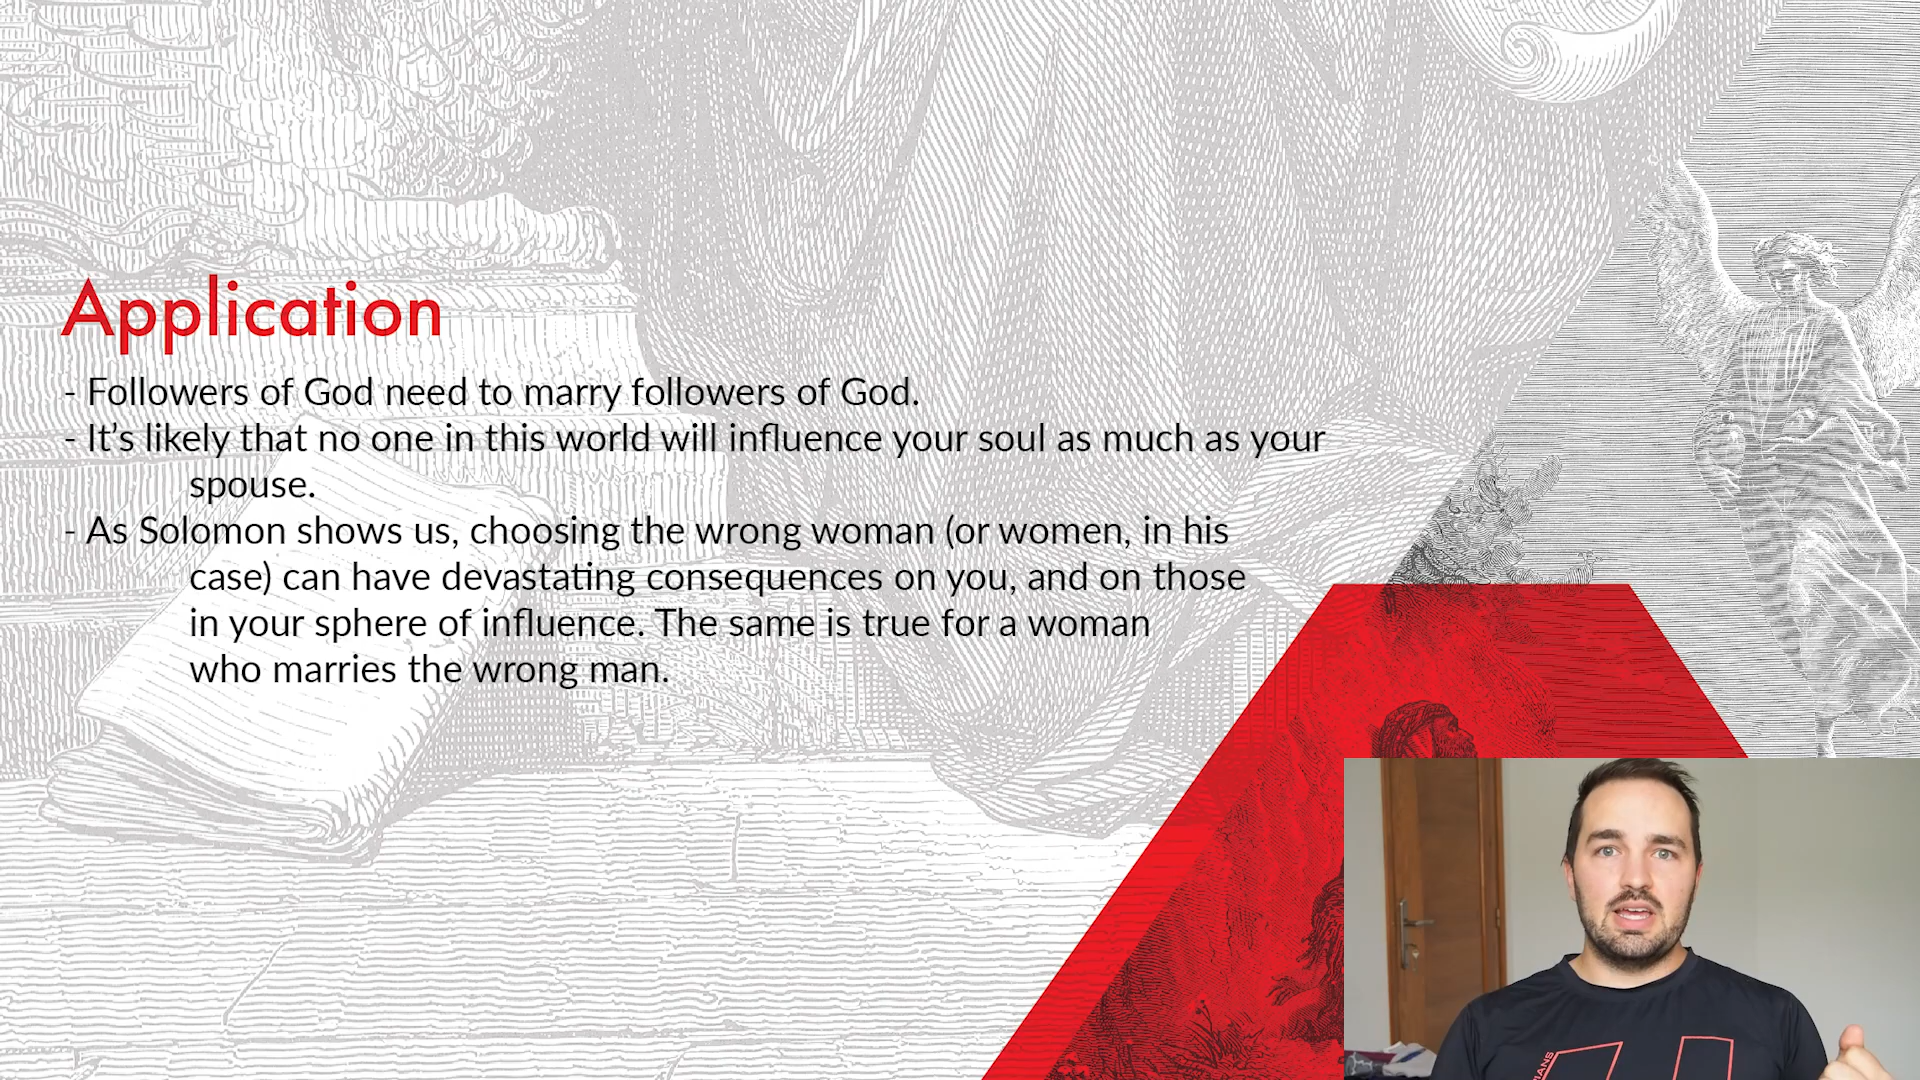 Application
- Followers of God need to marry followers of God.
- It's likely that no one in this world will influence your soul as much as your
spouse.
- As Solomon shows us, choosing the wrong woman (or women, in his
case) can have devastating consequences on you, and on those
in your sphere of influence. The same is true for a woman
who marries the wrong man.